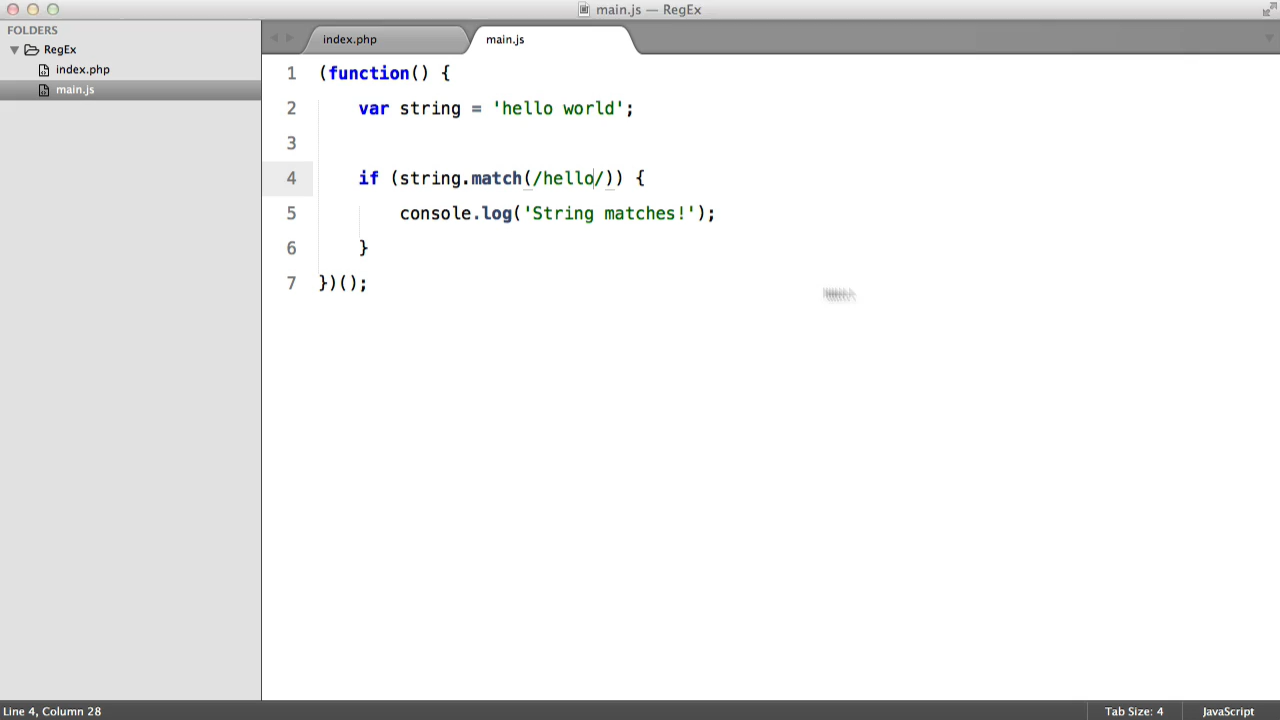 main.js — RegEx
FOLDERS
RegEx
index.php
main.js
index.php
main.js
1 (function() {
2 var string = 'hello world';
3
4 if (string.match(/hello/)) {
5 console.log('String matches!');
6 }
7 })();
Line 4, Column 28
Tab Size: 4
JavaScript